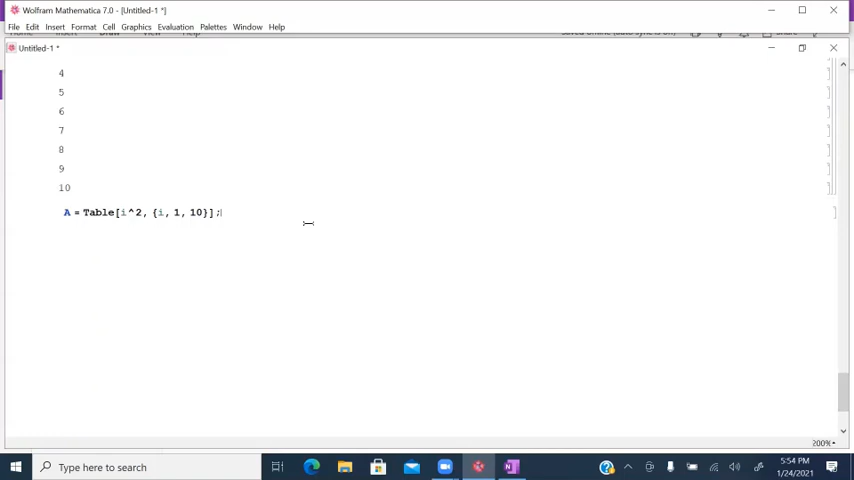 Wolfram Mathematica 7.0 - [Untitled-1 *]
File Edit Insert Format Cell Graphics Evaluation Palettes Window Help
Untitled-1 *
4
5
6
7
8
9
10
A = Table[i^2, {i, 1, 10}];
200%
Type here to search
5:54 PM
1/24/2021